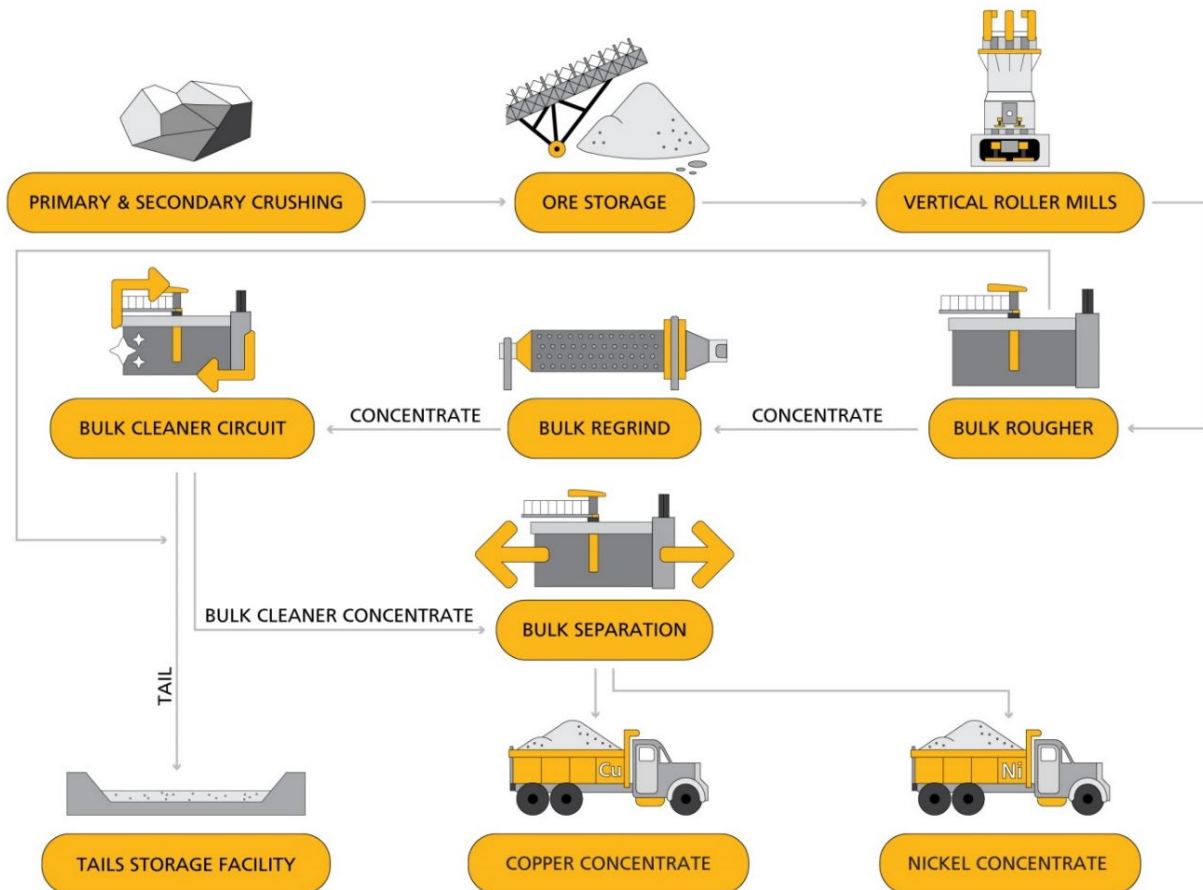 PRIMARY & SECONDARY CRUSHING
ORE STORAGE
VERTICAL ROLLER MILLS
BULK CLEANER CIRCUIT
CONCENTRATE
BULK REGRIND
CONCENTRATE
BULK ROUGHER
BULK CLEANER CONCENTRATE
BULK SEPARATION
TAIL
Cu
Ni
TAILS STORAGE FACILITY
COPPER CONCENTRATE
NICKEL CONCENTRATE